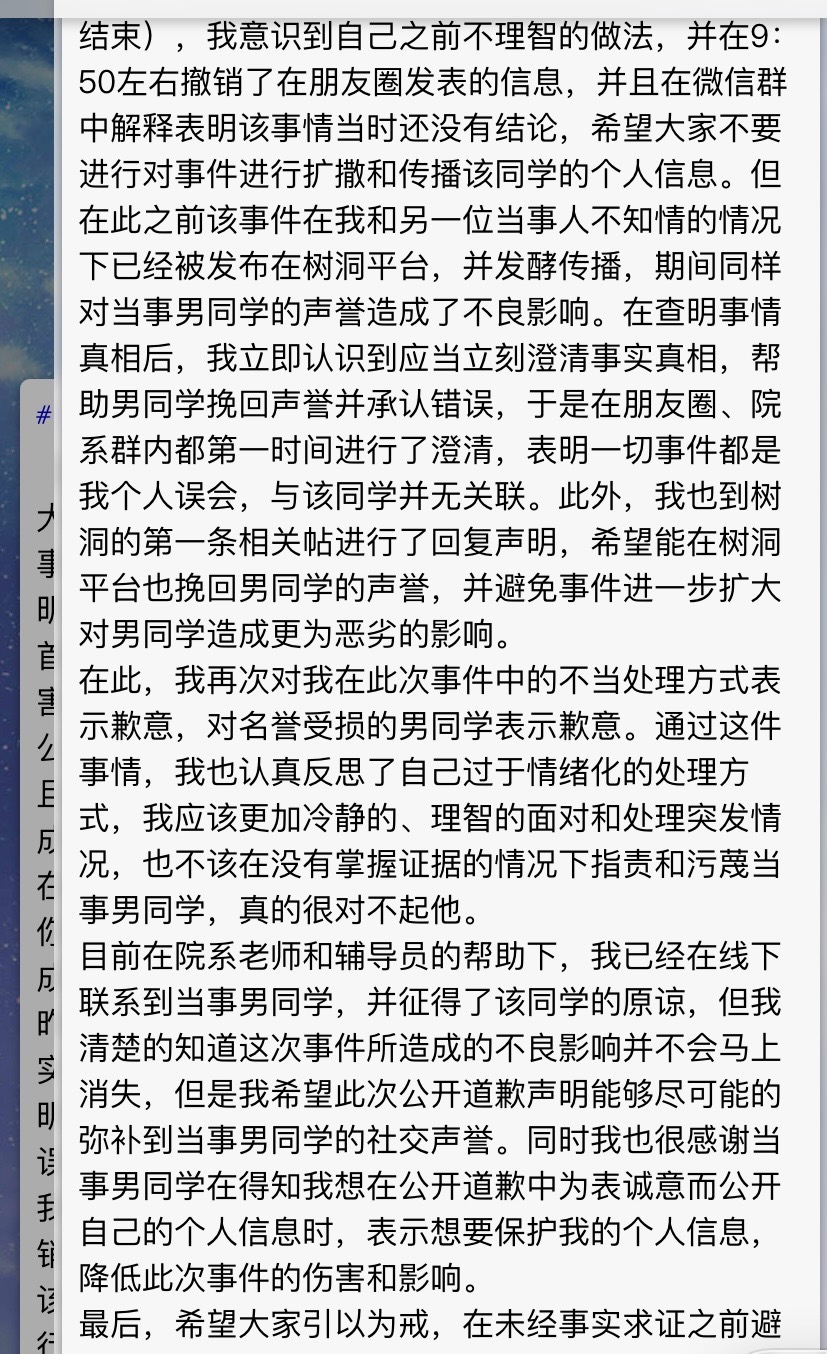 结束），我意识到自己之前不理智的做法，并在9：
50左右撤销了在朋友圈发表的信息，并且在微信群
中解释表明该事情当时还没有结论，希望大家不要
进行对事件进行扩撒和传播该同学的个人信息。但
在此之前该事件在我和另一位当事人不知情的情况
下已经被发布在树洞平台，并发酵传播，期间同样
对当事男同学的声誉造成了不良影响。在查明事情
真相后，我立即认识到应当立刻澄清事实真相，帮
助男同学挽回声誉并承认错误，于是在朋友圈、院
系群内都第一时间进行了澄清，表明一切事件都是
我个人误会，与该同学并无关联。此外，我也到树
洞的第一条相关帖进行了回复声明，希望能在树洞
平台也挽回男同学的声誉，并避免事件进一步扩大
对男同学造成更为恶劣的影响。
在此，我再次对我在此次事件中的不当处理方式表
示歉意，对名誉受损的男同学表示歉意。通过这件
事情，我也认真反思了自己过于情绪化的处理方
式，我应该更加冷静的、理智的面对和处理突发情
况，也不该在没有掌握证据的情况下指责和污蔑当
事男同学，真的很对不起他。
目前在院系老师和辅导员的帮助下，我已经在线下
联系到当事男同学，并征得了该同学的原谅，但我
清楚的知道这次事件所造成的不良影响并不会马上
消失，但是我希望此次公开道歉声明能够尽可能的
弥补到当事男同学的社交声誉。同时我也很感谢当
事男同学在得知我想在公开道歉中为表诚意而公开
自己的个人信息时，表示想要保护我的个人信息，
降低此次事件的伤害和影响。
最后，希望大家引以为戒，在未经事实求证之前避
#